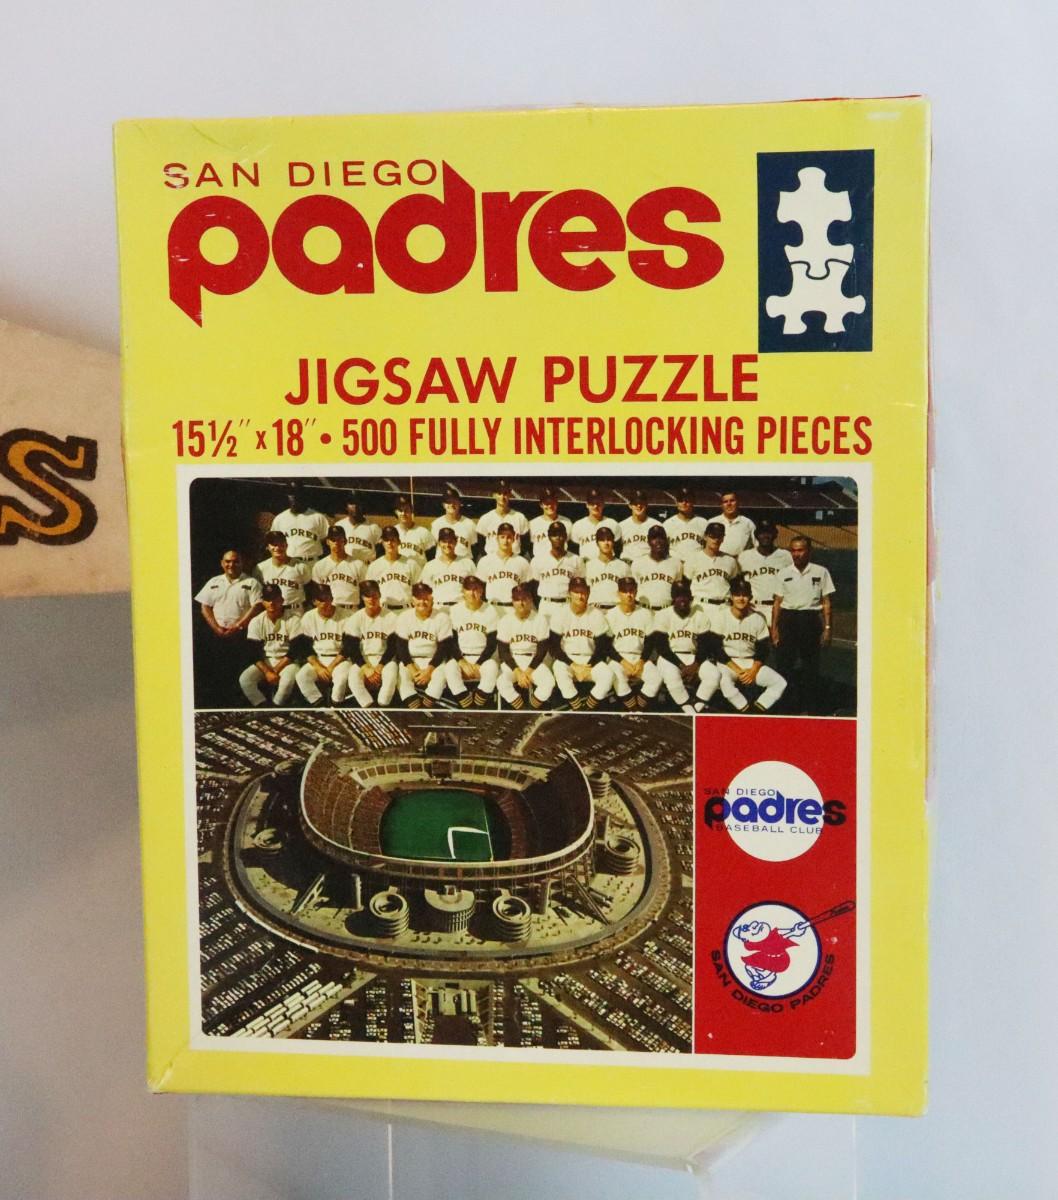 SAN DIEGO
padres
JIGSAW PUZZLE
15½" x 18" • 500 FULLY INTERLOCKING PIECES
S
SAN DIEGO
padres
BASEBALL CLUB
SAN DIEGO PADRES